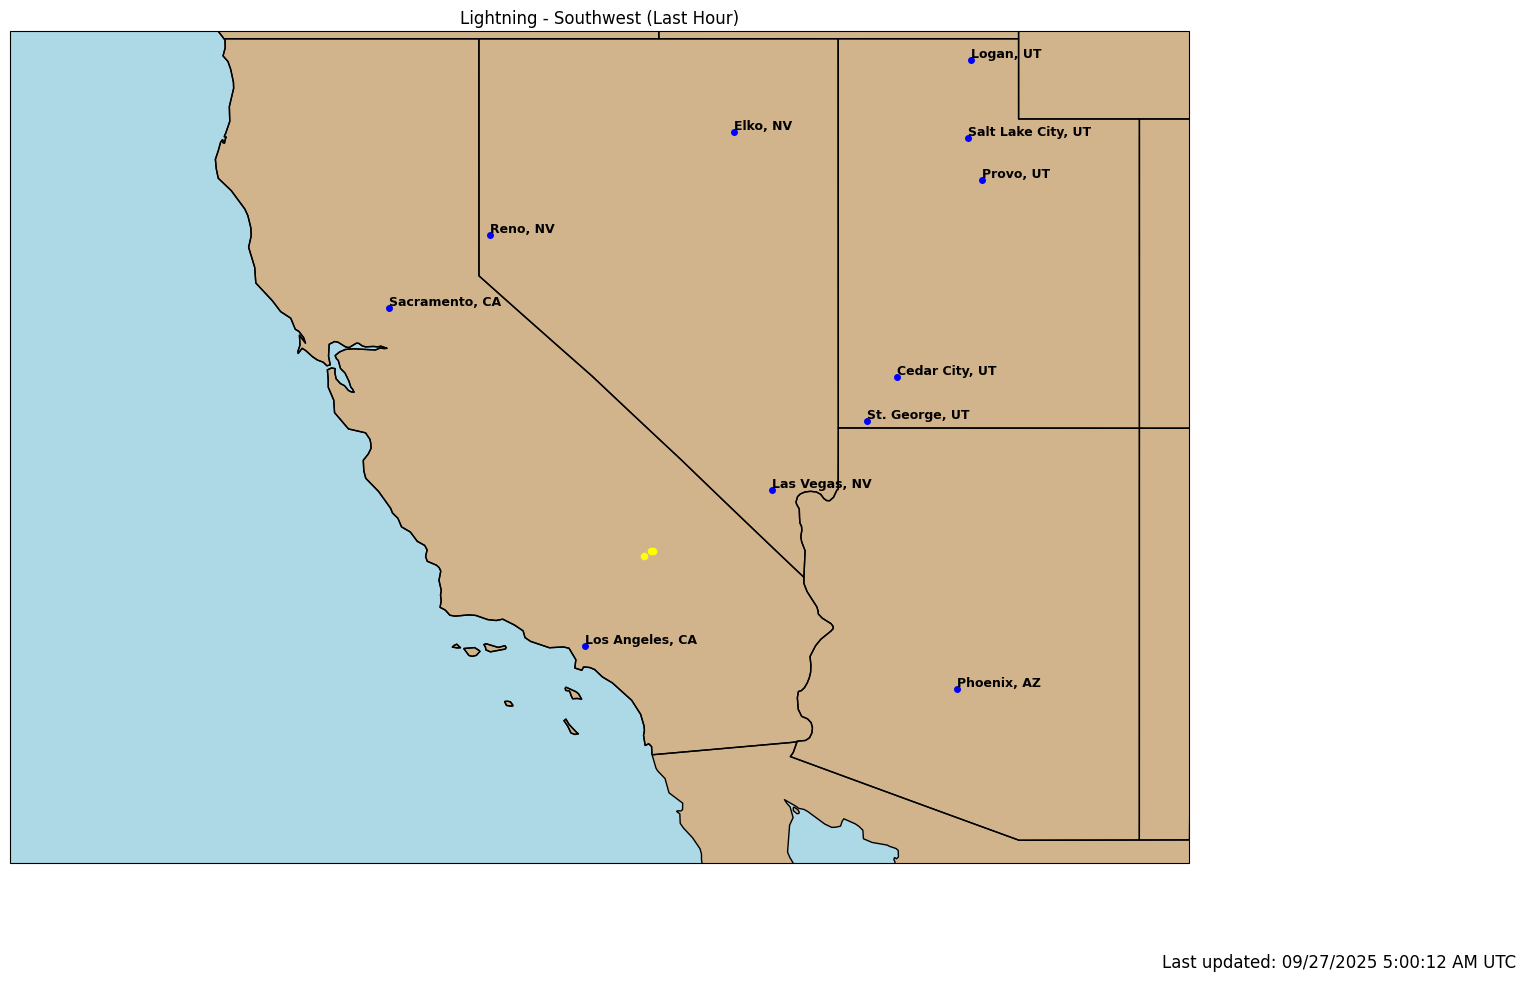 Lightning - Southwest (Last Hour)
Logan, UT
Elko, NV
Salt Lake City, UT
Provo, UT
Reno, NV
Sacramento, CA
Cedar City, UT
St. George, UT
Las Vegas, NV
Los Angeles, CA
Phoenix, AZ
Last updated: 09/27/2025 5:00:12 AM UTC